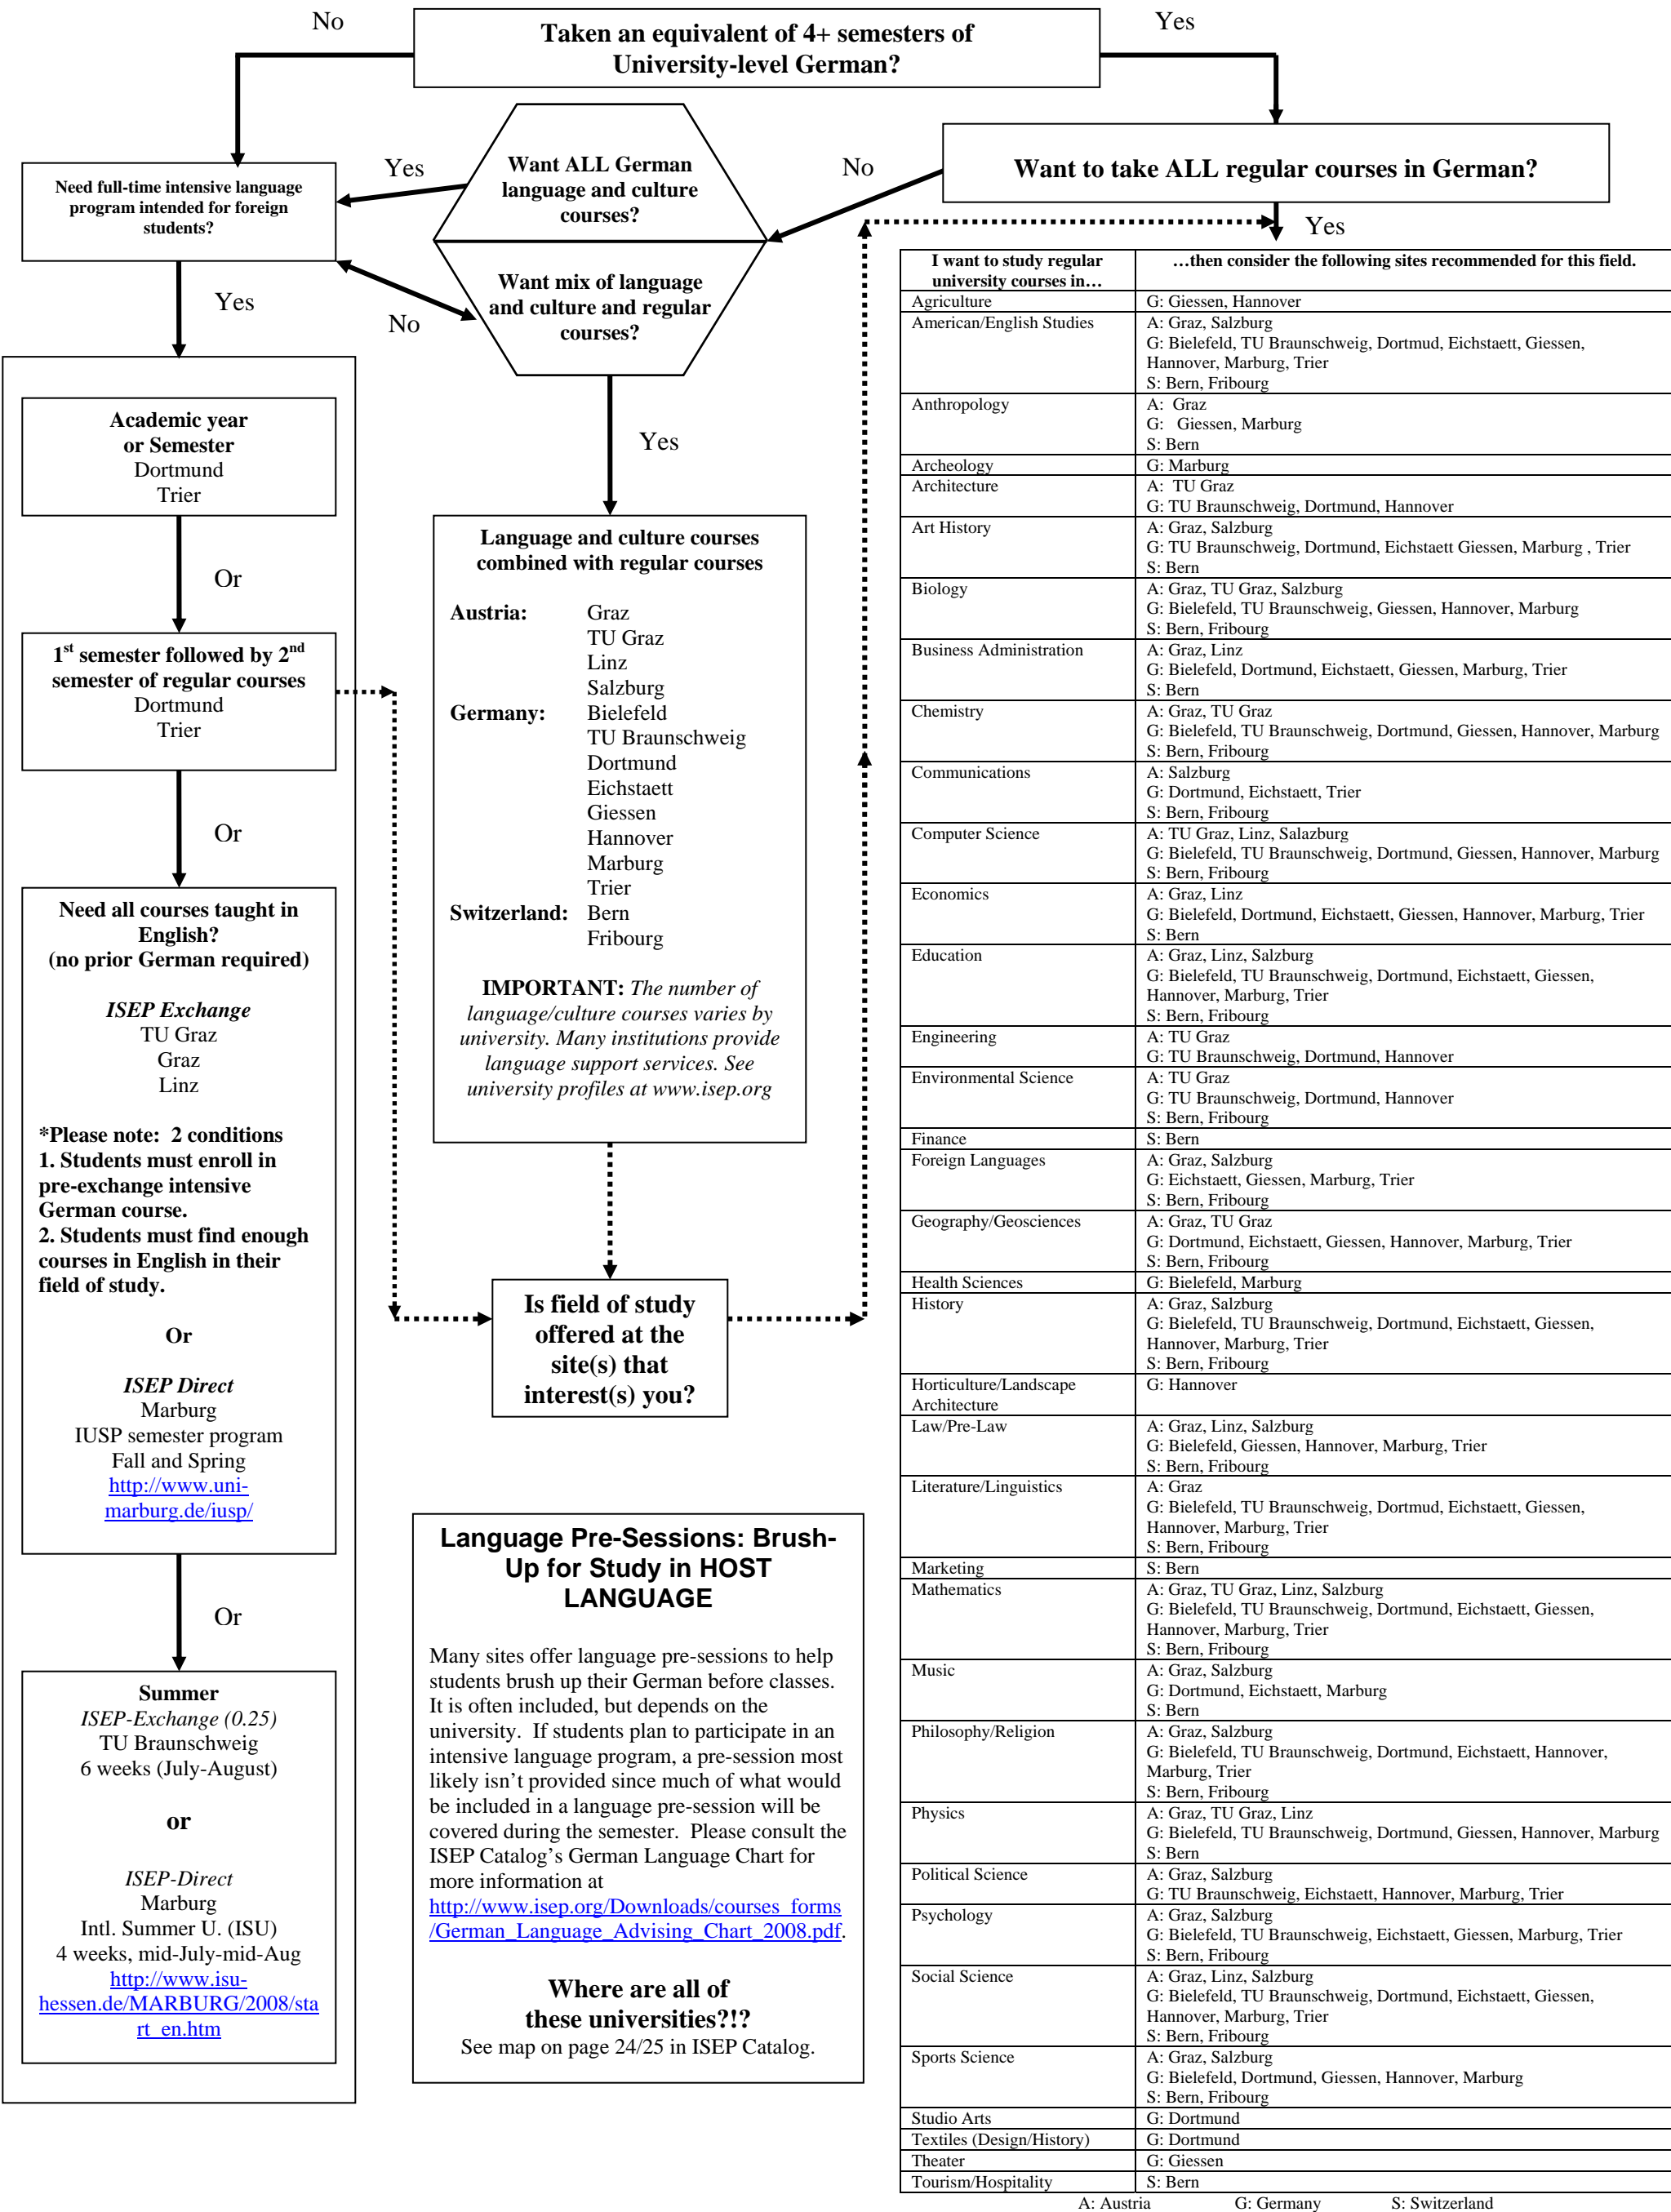 No
Taken an equivalent of 4+ semesters of
University-level German?
Yes
Need full-time intensive language
program intended for foreign
students?
Yes
Want ALL German
language and culture
courses?
Want mix of language
and culture and regular
courses?
No
Want to take ALL regular courses in German?
Yes
Yes
No
Yes
Academic year
or Semester
Dortmund
Trier
Or
1st semester followed by 2nd
semester of regular courses
Dortmund
Trier
Or
Need all courses taught in
English?
(no prior German required)
ISEP Exchange
TU Graz
Graz
Linz
*Please note: 2 conditions
1. Students must enroll in
pre-exchange intensive
German course.
2. Students must find enough
courses in English in their
field of study.
Or
ISEP Direct
Marburg
IUSP semester program
Fall and Spring
http://www.uni-
marburg.de/iusp/
Or
Summer
ISEP-Exchange (0.25)
TU Braunschweig
6 weeks (July-August)
or
ISEP-Direct
Marburg
Intl. Summer U. (ISU)
4 weeks, mid-July-mid-Aug
http://www.isu-
hessen.de/MARBURG/2008/sta
rt_en.htm
Language and culture courses
combined with regular courses
Austria: Graz
TU Graz
Linz
Salzburg
Germany: Bielefeld
TU Braunschweig
Dortmund
Eichstaett
Giessen
Hannover
Marburg
Trier
Switzerland: Bern
Fribourg
IMPORTANT: The number of
language/culture courses varies by
university. Many institutions provide
language support services. See
university profiles at www.isep.org
Is field of study
offered at the
site(s) that
interest(s) you?
Language Pre-Sessions: Brush-
Up for Study in HOST
LANGUAGE
Many sites offer language pre-sessions to help
students brush up their German before classes.
It is often included, but depends on the
university. If students plan to participate in an
intensive language program, a pre-session most
likely isn't provided since much of what would
be included in a language pre-session will be
covered during the semester. Please consult the
ISEP Catalog's German Language Chart for
more information at
http://www.isep.org/Downloads/courses_forms
/German_Language_Advising_Chart_2008.pdf.
Where are all of
these universities?!?
See map on page 24/25 in ISEP Catalog.
I want to study regular
university courses in…
…then consider the following sites recommended for this field.
Agriculture
G: Giessen, Hannover
American/English Studies
A: Graz, Salzburg
G: Bielefeld, TU Braunschweig, Dortmud, Eichstaett, Giessen,
Hannover, Marburg, Trier
S: Bern, Fribourg
Anthropology
A: Graz
G: Giessen, Marburg
S: Bern
Archeology
G: Marburg
Architecture
A: TU Graz
G: TU Braunschweig, Dortmund, Hannover
Art History
A: Graz, Salzburg
G: TU Braunschweig, Dortmund, Eichstaett Giessen, Marburg , Trier
S: Bern
Biology
A: Graz, TU Graz, Salzburg
G: Bielefeld, TU Braunschweig, Giessen, Hannover, Marburg
S: Bern, Fribourg
Business Administration
A: Graz, Linz
G: Bielefeld, Dortmund, Eichstaett, Giessen, Marburg, Trier
S: Bern
Chemistry
A: Graz, TU Graz
G: Bielefeld, TU Braunschweig, Dortmund, Giessen, Hannover, Marburg
S: Bern, Fribourg
Communications
A: Salzburg
G: Dortmund, Eichstaett, Trier
S: Bern, Fribourg
Computer Science
A: TU Graz, Linz, Salazburg
G: Bielefeld, TU Braunschweig, Dortmund, Giessen, Hannover, Marburg
S: Bern, Fribourg
Economics
A: Graz, Linz
G: Bielefeld, Dortmund, Eichstaett, Giessen, Hannover, Marburg, Trier
S: Bern
Education
A: Graz, Linz, Salzburg
G: Bielefeld, TU Braunschweig, Dortmund, Eichstaett, Giessen,
Hannover, Marburg, Trier
S: Bern, Fribourg
Engineering
A: TU Graz
G: TU Braunschweig, Dortmund, Hannover
Environmental Science
A: TU Graz
G: TU Braunschweig, Dortmund, Hannover
S: Bern, Fribourg
Finance
S: Bern
Foreign Languages
A: Graz, Salzburg
G: Eichstaett, Giessen, Marburg, Trier
S: Bern, Fribourg
Geography/Geosciences
A: Graz, TU Graz
G: Dortmund, Eichstaett, Giessen, Hannover, Marburg, Trier
S: Bern, Fribourg
Health Sciences
G: Bielefeld, Marburg
History
A: Graz, Salzburg
G: Bielefeld, TU Braunschweig, Dortmund, Eichstaett, Giessen,
Hannover, Marburg, Trier
S: Bern, Fribourg
Horticulture/Landscape
Architecture
G: Hannover
Law/Pre-Law
A: Graz, Linz, Salzburg
G: Bielefeld, Giessen, Hannover, Marburg, Trier
S: Bern, Fribourg
Literature/Linguistics
A: Graz
G: Bielefeld, TU Braunschweig, Dortmud, Eichstaett, Giessen,
Hannover, Marburg, Trier
S: Bern, Fribourg
Marketing
S: Bern
Mathematics
A: Graz, TU Graz, Linz, Salzburg
G: Bielefeld, TU Braunschweig, Dortmund, Eichstaett, Giessen,
Hannover, Marburg, Trier
S: Bern, Fribourg
Music
A: Graz, Salzburg
G: Dortmund, Eichstaett, Marburg
S: Bern
Philosophy/Religion
A: Graz, Salzburg
G: Bielefeld, TU Braunschweig, Dortmund, Eichstaett, Hannover,
Marburg, Trier
S: Bern, Fribourg
Physics
A: Graz, TU Graz, Linz
G: Bielefeld, TU Braunschweig, Dortmund, Giessen, Hannover, Marburg
S: Bern
Political Science
A: Graz, Salzburg
G: TU Braunschweig, Eichstaett, Hannover, Marburg, Trier
Psychology
A: Graz, Salzburg
G: Bielefeld, TU Braunschweig, Eichstaett, Giessen, Marburg, Trier
S: Bern, Fribourg
Social Science
A: Graz, Linz, Salzburg
G: Bielefeld, TU Braunschweig, Dortmund, Eichstaett, Giessen,
Hannover, Marburg, Trier
S: Bern, Fribourg
Sports Science
A: Graz, Salzburg
G: Bielefeld, Dortmund, Giessen, Hannover, Marburg
S: Bern, Fribourg
Studio Arts
G: Dortmund
Textiles (Design/History)
G: Dortmund
Theater
G: Giessen
Tourism/Hospitality
S: Bern
A: Austria G: Germany S: Switzerland